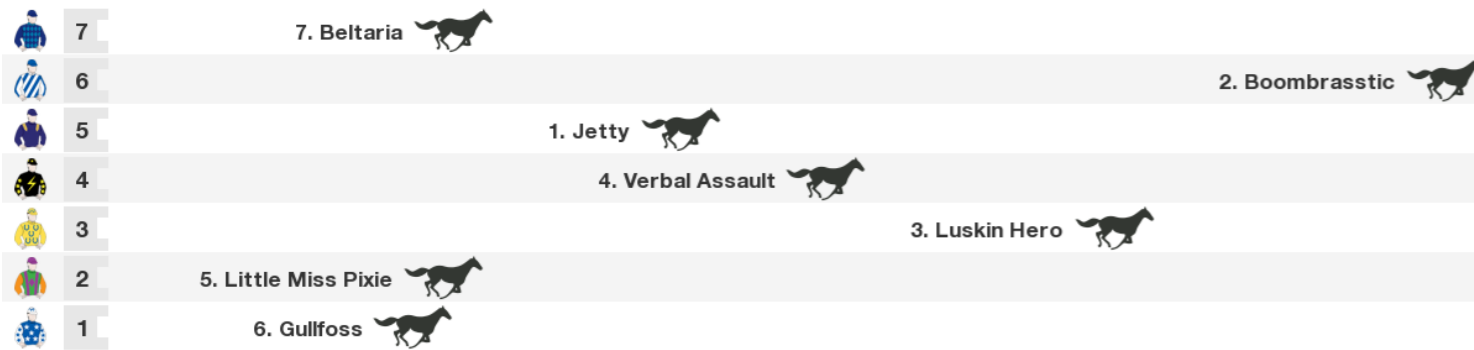 7 7. Beltaria
6 2. Boombrasstic
5 1. Jetty
4 4. Verbal Assault
3 3. Luskin Hero
2 5. Little Miss Pixie
1 6. Gullfoss